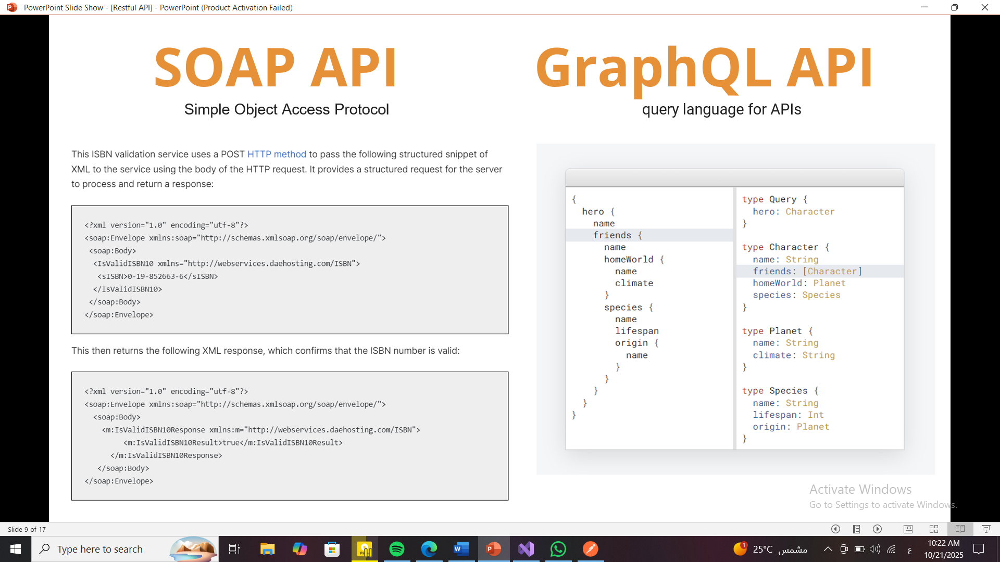 PowerPoint Slide Show - [Restful API] - PowerPoint (Product Activation Failed)
SOAP API
Simple Object Access Protocol
This ISBN validation service uses a POST HTTP method to pass the following structured snippet of
XML to the service using the body of the HTTP request. It provides a structured request for the server
to process and return a response:
<?xml version="1.0" encoding="utf-8"?>
<soap:Envelope xmlns:soap="http://schemas.xmlsoap.org/soap/envelope/">
<soap:Body>
<IsValidISBN10 xmlns="http://webservices.daehosting.com/ISBN">
<sISBN>0-19-852663-6</sISBN>
</IsValidISBN10>
</soap:Body>
</soap:Envelope>
This then returns the following XML response, which confirms that the ISBN number is valid:
<?xml version="1.0" encoding="utf-8"?>
<soap:Envelope xmlns:soap="http://schemas.xmlsoap.org/soap/envelope/">
<soap:Body>
<m:IsValidISBN10Response xmlns:m="http://webservices.daehosting.com/ISBN">
<m:IsValidISBN10Result>true</m:IsValidISBN10Result>
</m:IsValidISBN10Response>
</soap:Body>
</soap:Envelope>
GraphQL API
query language for APIs
{
hero {
name
friends {
name
homeWorld {
name
climate
}
species {
name
lifespan
origin {
name
}
}
}
}
}
type Query {
hero: Character
}
type Character {
name: String
friends: [Character]
homeWorld: Planet
species: Species
}
type Planet {
name: String
climate: String
}
type Species {
name: String
lifespan: Int
origin: Planet
}
Activate Windows
Go to Settings to activate Windows.
Slide 9 of 17
Type here to search
1
25°C مشمس
ع
10:22 AM
10/21/2025